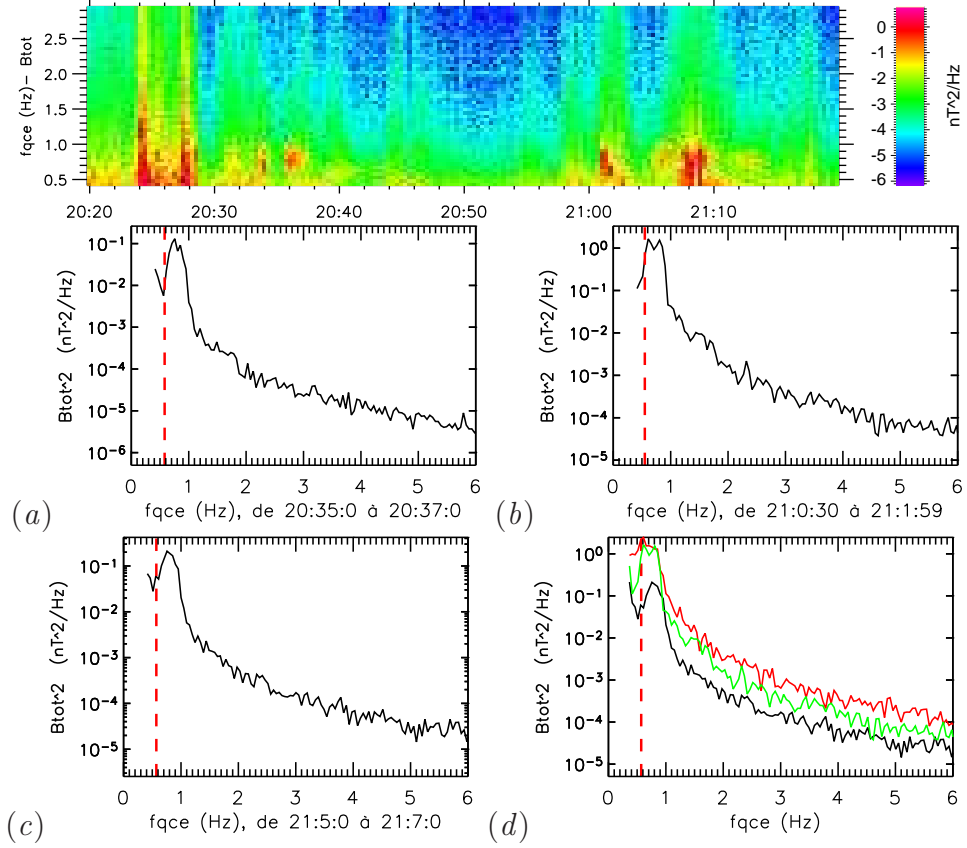 fqce (Hz)- Btot
2.5
2.0
1.5
1.0
0.5
20:20 20:30 20:40 20:50 21:00 21:10
0
-1
-2
-3
-4
-5
-6
nT^2/Hz
Btot^2 (nT^2/Hz)
10^-1
10^-2
10^-3
10^-4
10^-5
10^-6
0 1 2 3 4 5 6
(a) fqce (Hz), de 20:35:0 à 20:37:0
Btot^2 (nT^2/Hz)
10^0
10^-1
10^-2
10^-3
10^-4
10^-5
0 1 2 3 4 5 6
(b) fqce (Hz), de 21:0:30 à 21:1:59
Btot^2 (nT^2/Hz)
10^-1
10^-2
10^-3
10^-4
10^-5
0 1 2 3 4 5 6
(c) fqce (Hz), de 21:5:0 à 21:7:0
Btot^2 (nT^2/Hz)
10^0
10^-1
10^-2
10^-3
10^-4
10^-5
0 1 2 3 4 5 6
(d) fqce (Hz)